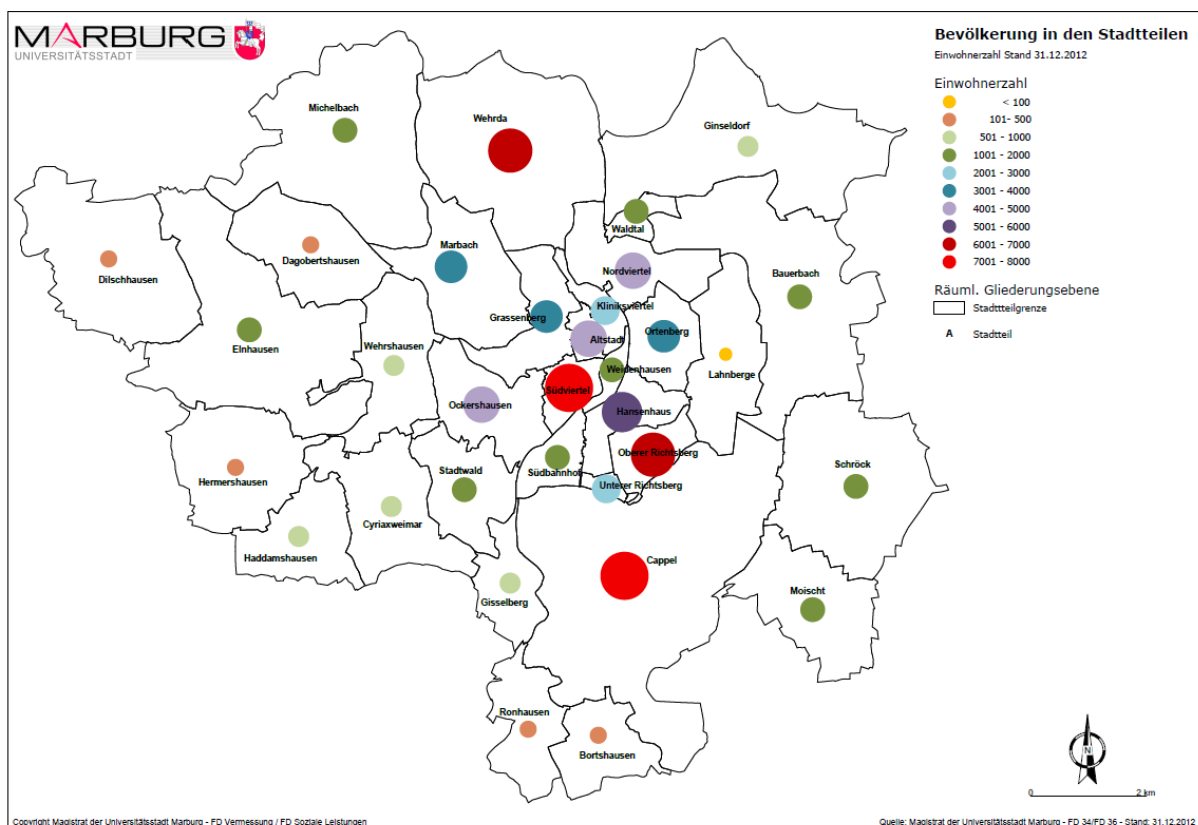 MARBURG
UNIVERSITÄTSSTADT
Bevölkerung in den Stadtteilen
Einwohnerzahl Stand 31.12.2012
Einwohnerzahl
< 100
101- 500
501 - 1000
1001 - 2000
2001 - 3000
3001 - 4000
4001 - 5000
5001 - 6000
6001 - 7000
7001 - 8000
Räuml. Gliederungsebene
Stadttteilgrenze
A Stadtteil
Michelbach
Wehrda
Ginseldorf
Waldtal
Dilschhausen
Dagobertshausen
Marbach
Nordviertel
Bauerbach
Kliniksviertel
Grassenberg
Altstadt
Ortenberg
Elnhausen
Wehrshausen
Weidenhausen
Lahnberge
Südviertel
Ockershausen
Hansenhaus
Oberer Richtsberg
Hermershausen
Stadtwald
Südbahnhof
Schröck
Unterer Richtsberg
Cyriaxweimar
Haddamshausen
Cappel
Gisselberg
Moischt
Ronhausen
Bortshausen
N
0 2 km
Copyright Magistrat der Universitätsstadt Marburg - FD Vermessung / FD Soziale Leistungen
Quelle: Magistrat der Universitätsstadt Marburg - FD 34/FD 36 - Stand: 31.12.2012